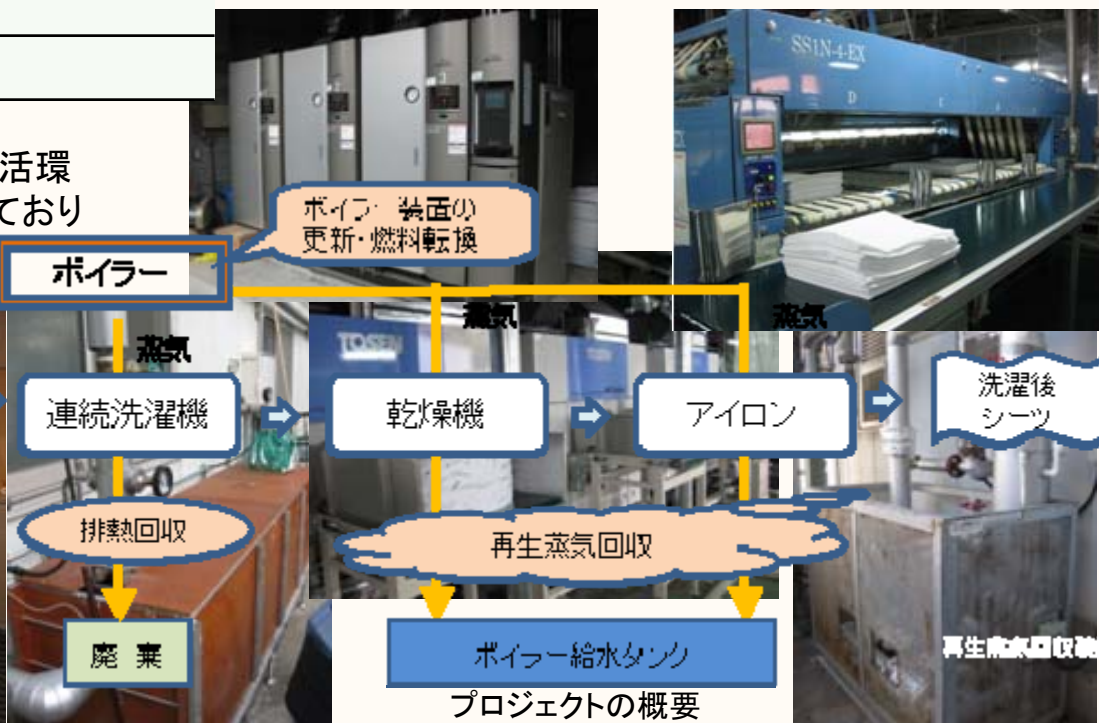 SS1N-4-EX
D
活環
ており
ボイラー装置の
更新・燃料転換
ボイラー
蒸気
蒸気
蒸気
TOSEN
連続洗濯機
乾燥機
アイロン
洗濯後
シーツ
排熱回収
再生蒸気回収
廃 棄
ボイラー給水タンク
再生蒸気回収
プロジェクトの概要